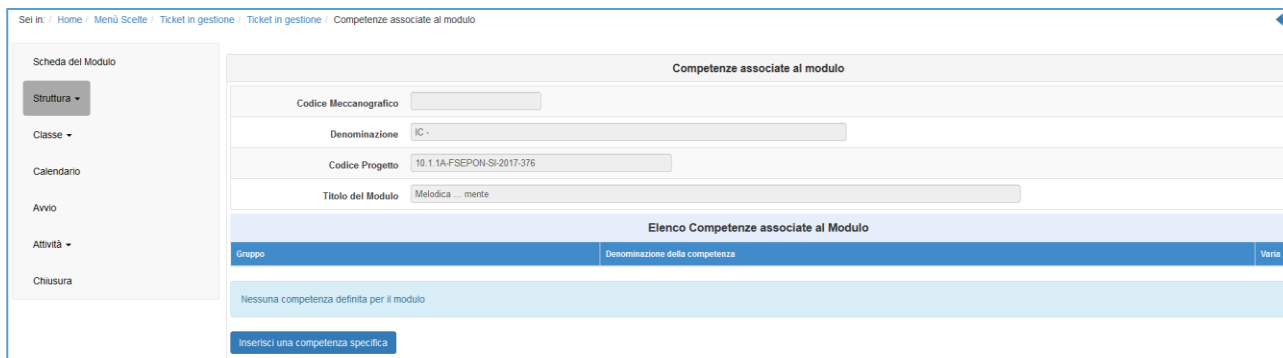 Sei in: / Home / Menù Scelte / Ticket in gestione / Ticket in gestione / Competenze associate al modulo
Scheda del Modulo
Struttura
Classe
Calendario
Avvio
Attività
Chiusura
Competenze associate al modulo
Codice Meccanografico
Denominazione IC -
Codice Progetto 10.1.1A-FSEPON-SI-2017-376
Titolo del Modulo Melodica ... mente
Elenco Competenze associate al Modulo
Gruppo Denominazione della competenza Varia
Nessuna competenza definita per il modulo
Inserisci una competenza specifica